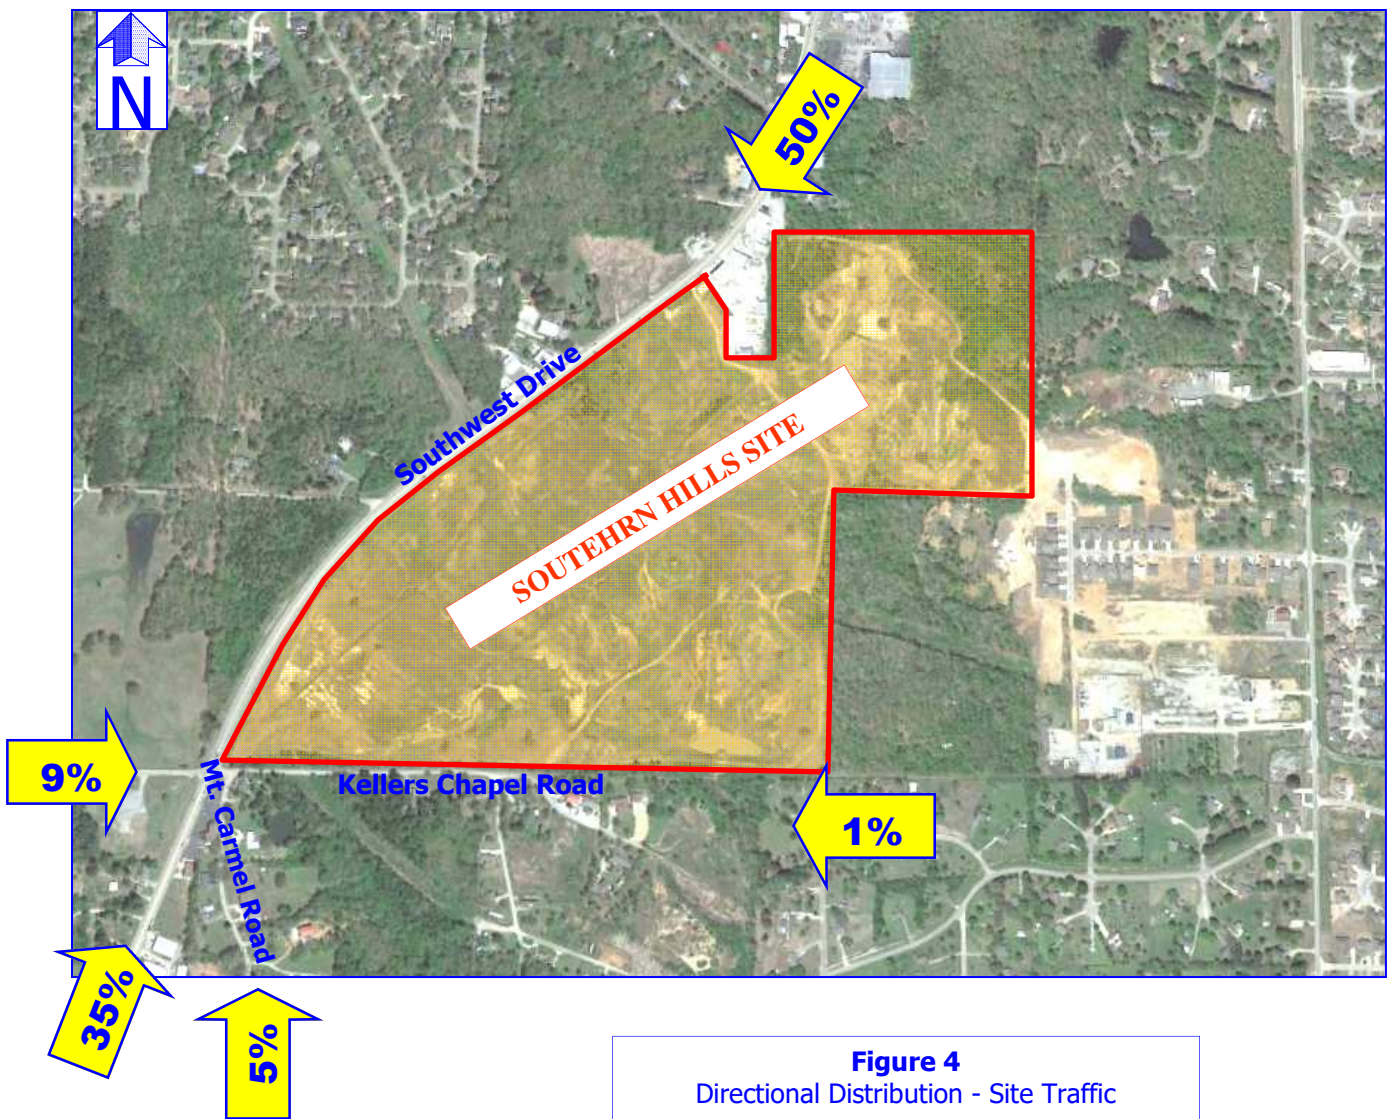 N
50%
Southwest Drive
SOUTEHRN HILLS SITE
9%
Mt. Carmel Road
Kellers Chapel Road
1%
35%
5%
Figure 4
Directional Distribution - Site Traffic